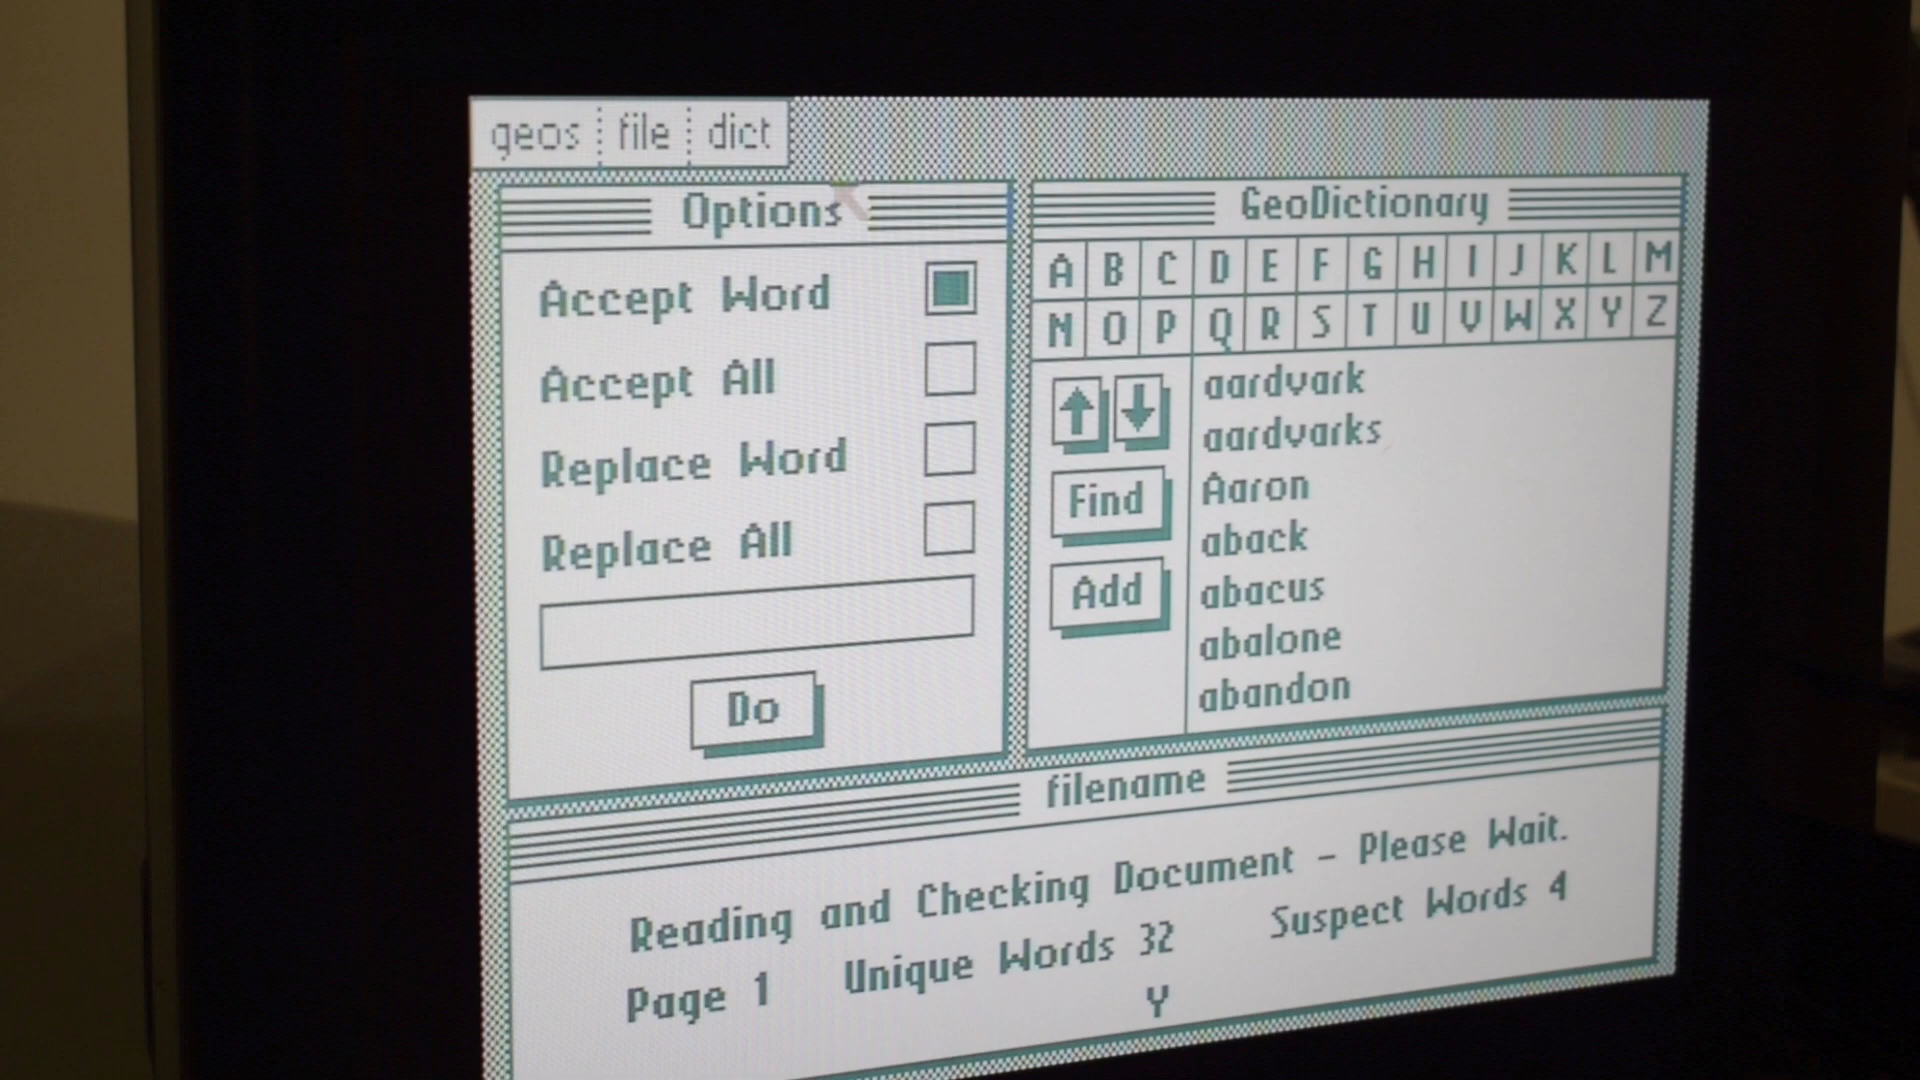 geos file dict
Options
Accept Word
Accept All
Replace Word
Replace All
Do
GeoDictionary
A B C D E F G H I J K L M
N O P Q R S T U V W X Y Z
Find
Add
aardvark
aardvarks
Aaron
aback
abacus
abalone
abandon
filename
Reading and Checking Document - Please Wait.
Page 1 Unique Words 32 Suspect Words 4
Y